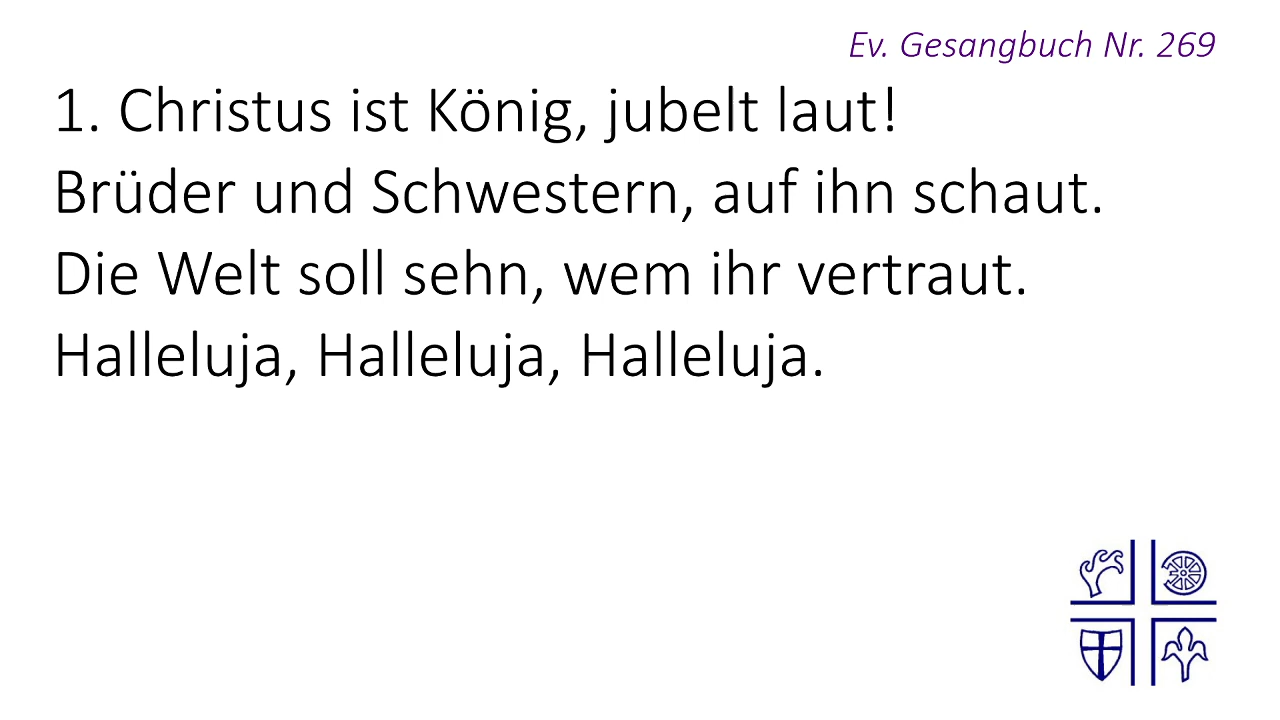 Ev. Gesangbuch Nr. 269
1. Christus ist König, jubelt laut!
Brüder und Schwestern, auf ihn schaut.
Die Welt soll sehn, wem ihr vertraut.
Halleluja, Halleluja, Halleluja.